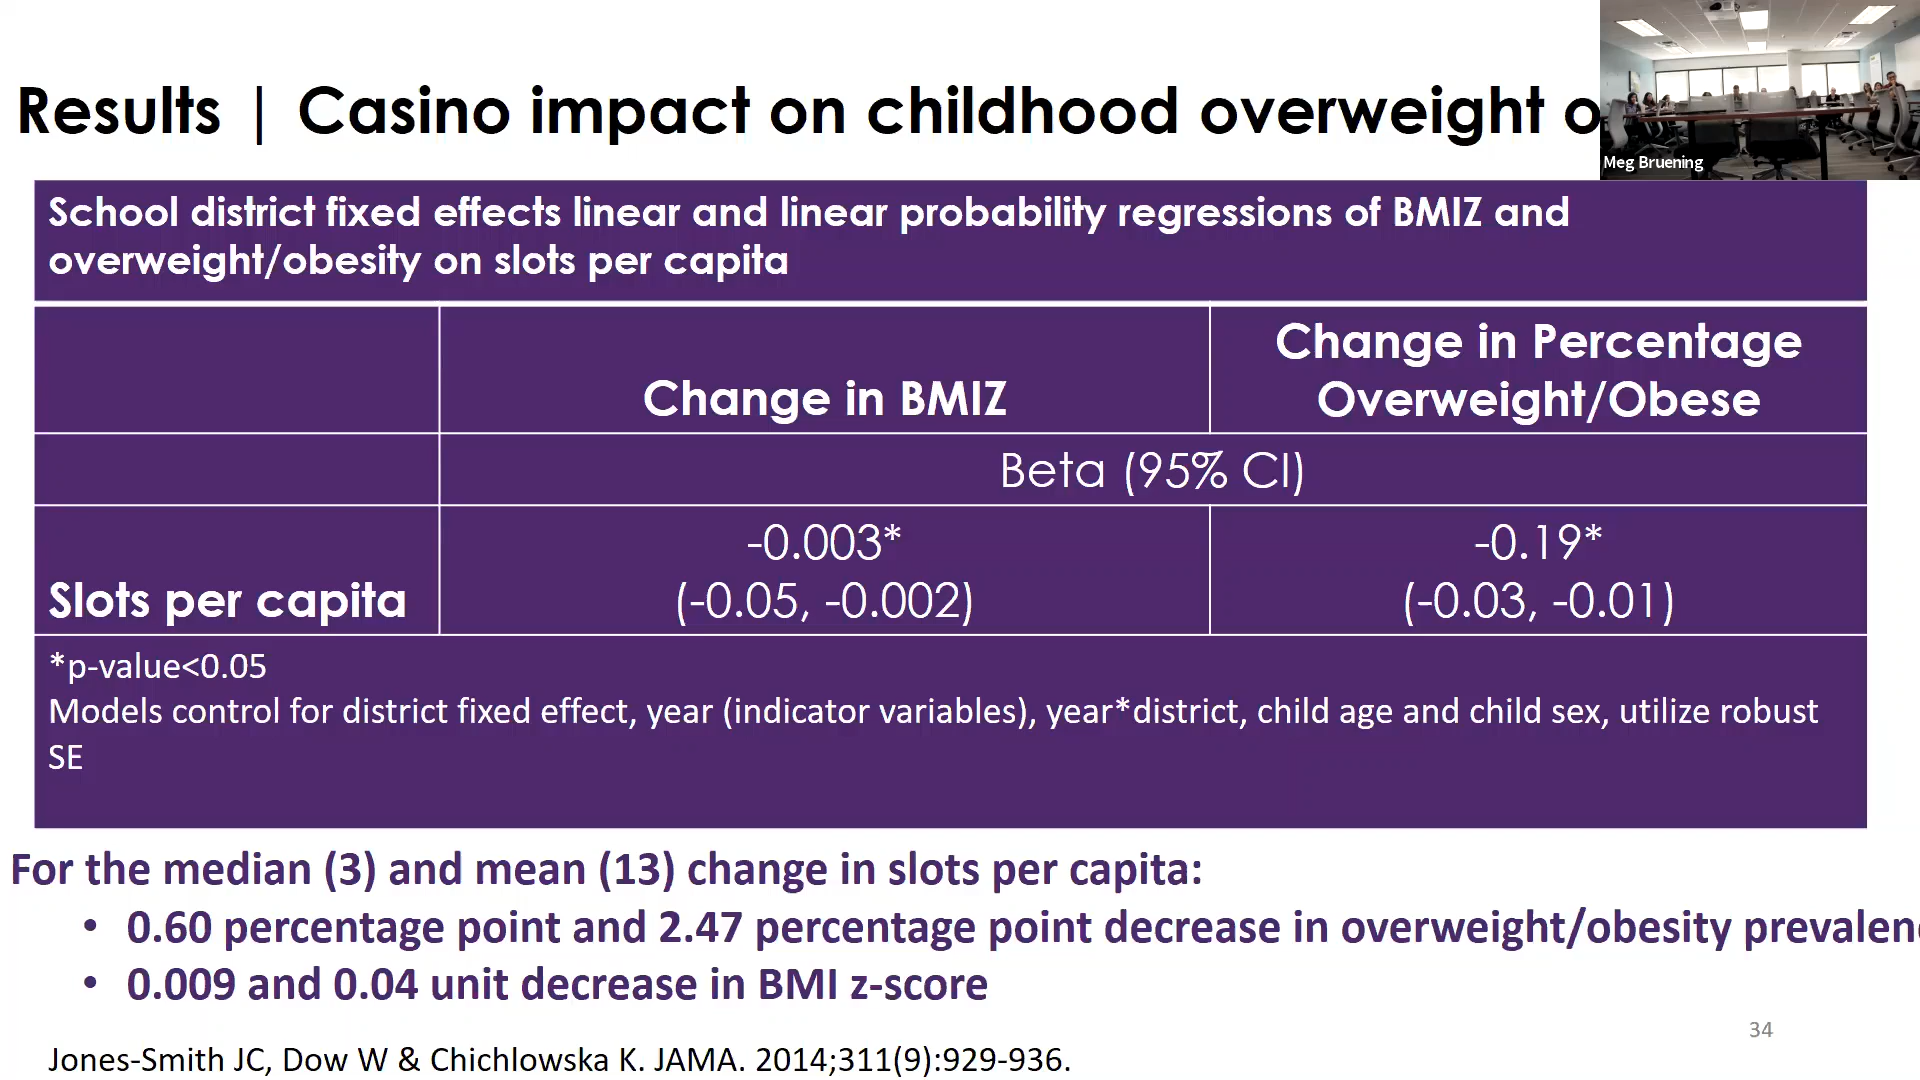 Results | Casino impact on childhood overweight o
Meg Bruening
School district fixed effects linear and linear probability regressions of BMIZ and
overweight/obesity on slots per capita
Change in BMIZ
Change in Percentage
Overweight/Obese
Beta (95% CI)
Slots per capita
-0.003*
(-0.05, -0.002)
-0.19*
(-0.03, -0.01)
*p-value<0.05
Models control for district fixed effect, year (indicator variables), year*district, child age and child sex, utilize robust
SE
For the median (3) and mean (13) change in slots per capita:
• 0.60 percentage point and 2.47 percentage point decrease in overweight/obesity prevalen
• 0.009 and 0.04 unit decrease in BMI z-score
34
Jones-Smith JC, Dow W & Chichlowska K. JAMA. 2014;311(9):929-936.